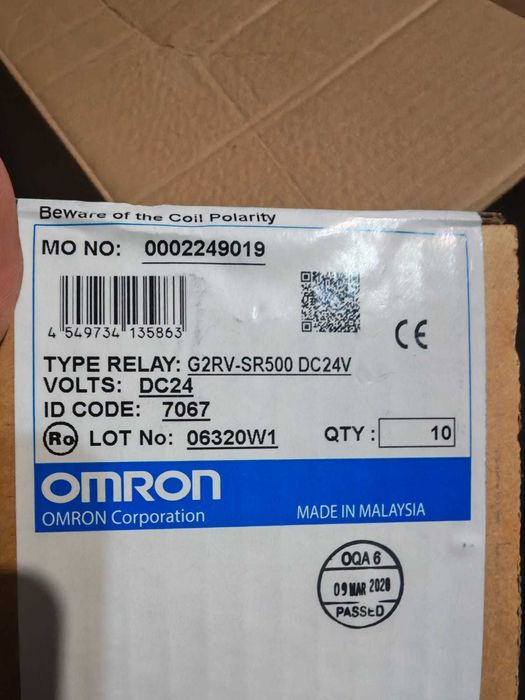 Beware of the Coil Polarity
MO NO: 0002249019
4 549734 135863
CE
TYPE RELAY: G2RV-SR500 DC24V
VOLTS: DC24
ID CODE: 7067
Ro LOT No: 06320W1 QTY : 10
OMRON
OMRON Corporation MADE IN MALAYSIA
OQA 6
09 MAR 2020
PASSED